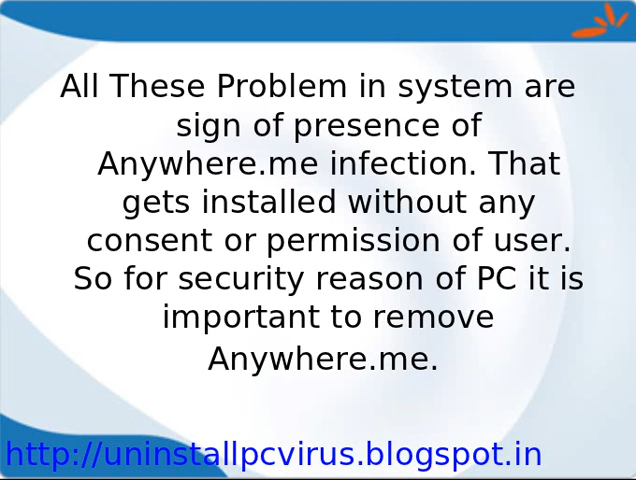 All These Problem in system are
sign of presence of
Anywhere.me infection. That
gets installed without any
consent or permission of user.
So for security reason of PC it is
important to remove
Anywhere.me.
http://uninstallpcvirus.blogspot.in